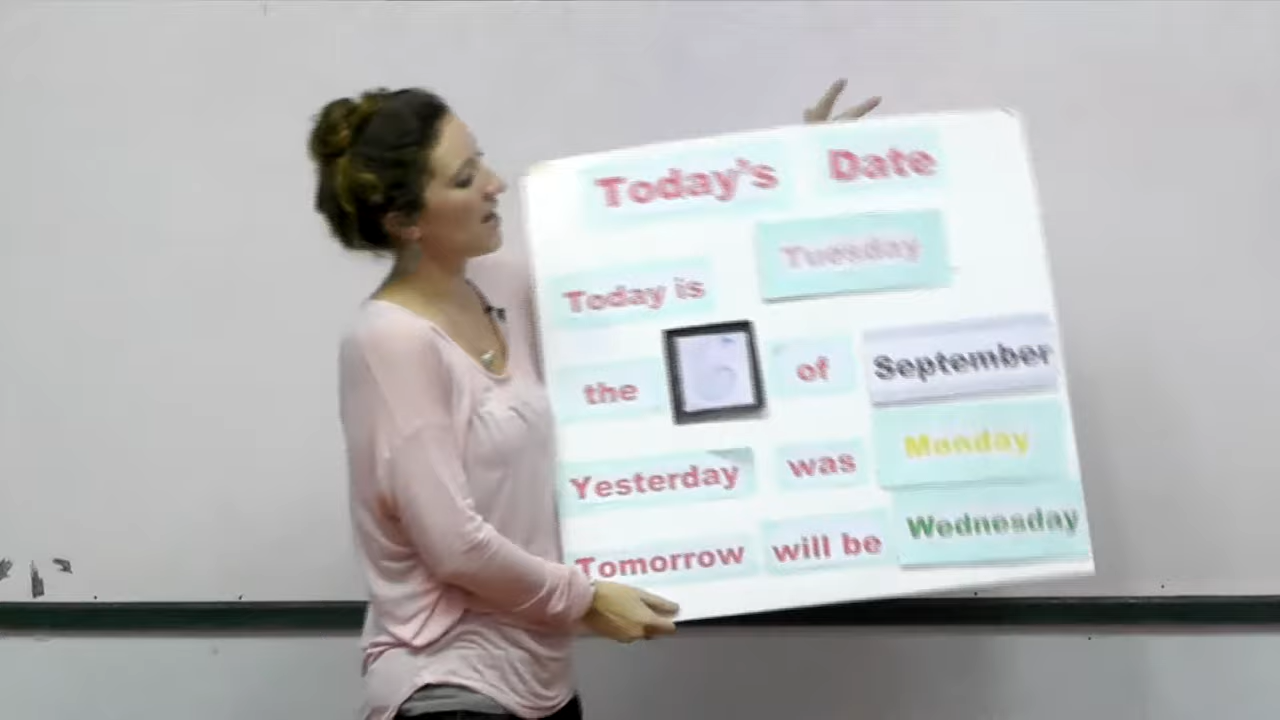 Today's Date
Today is Tuesday
the of September
Yesterday was Monday
Tomorrow will be Wednesday